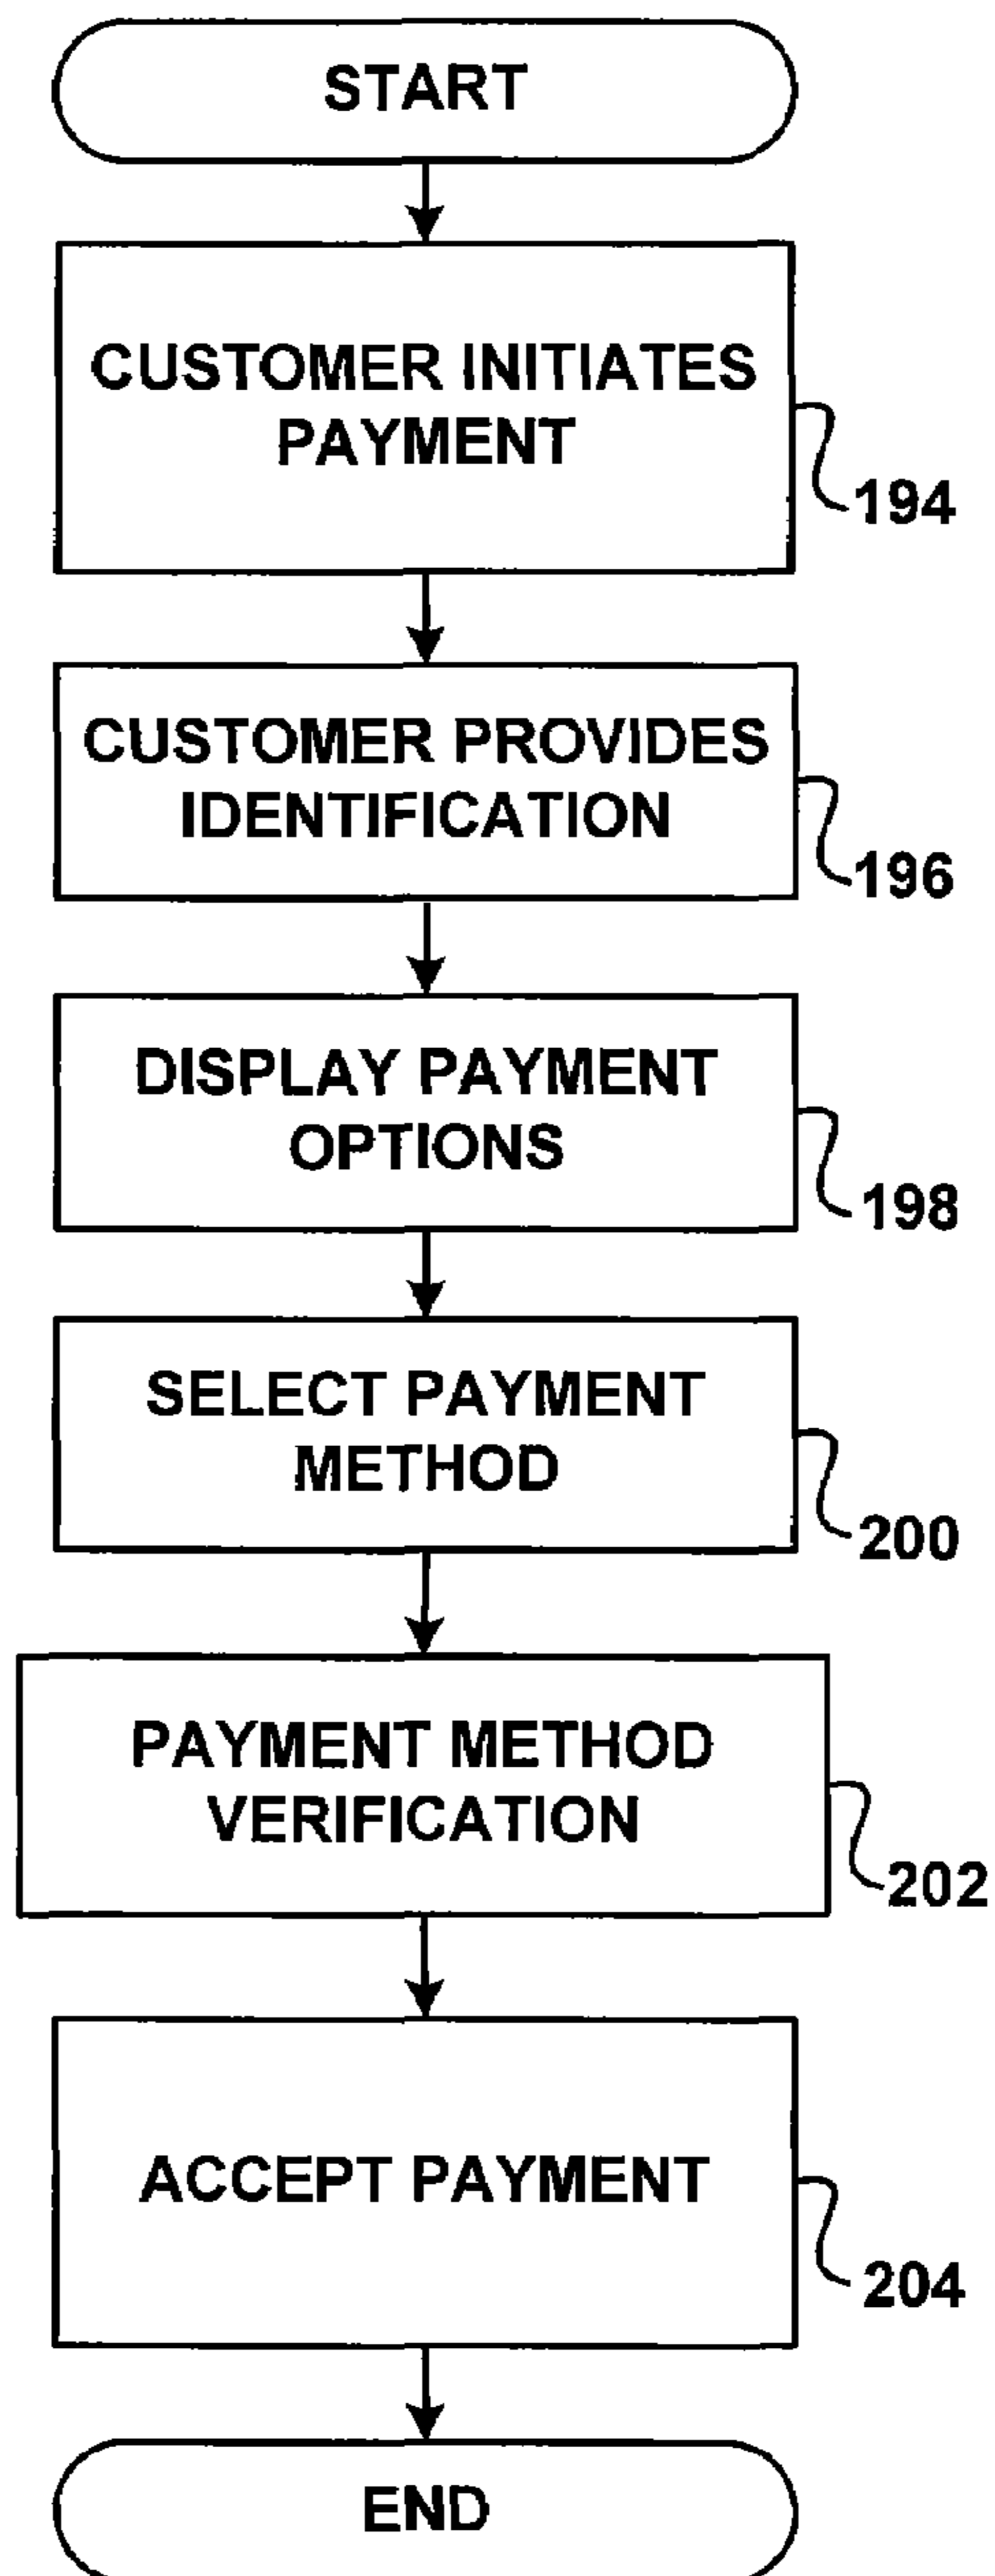 START
CUSTOMER INITIATES
PAYMENT
194
CUSTOMER PROVIDES
IDENTIFICATION
196
DISPLAY PAYMENT
OPTIONS
198
SELECT PAYMENT
METHOD
200
PAYMENT METHOD
VERIFICATION
202
ACCEPT PAYMENT
204
END